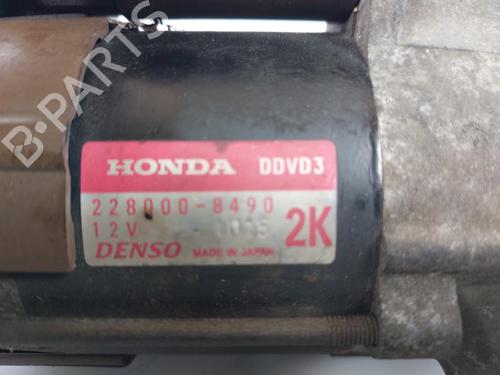 B-PARTS
HONDA DDVD3
228000-8490
12V 2K
DENSO MADE IN JAPAN